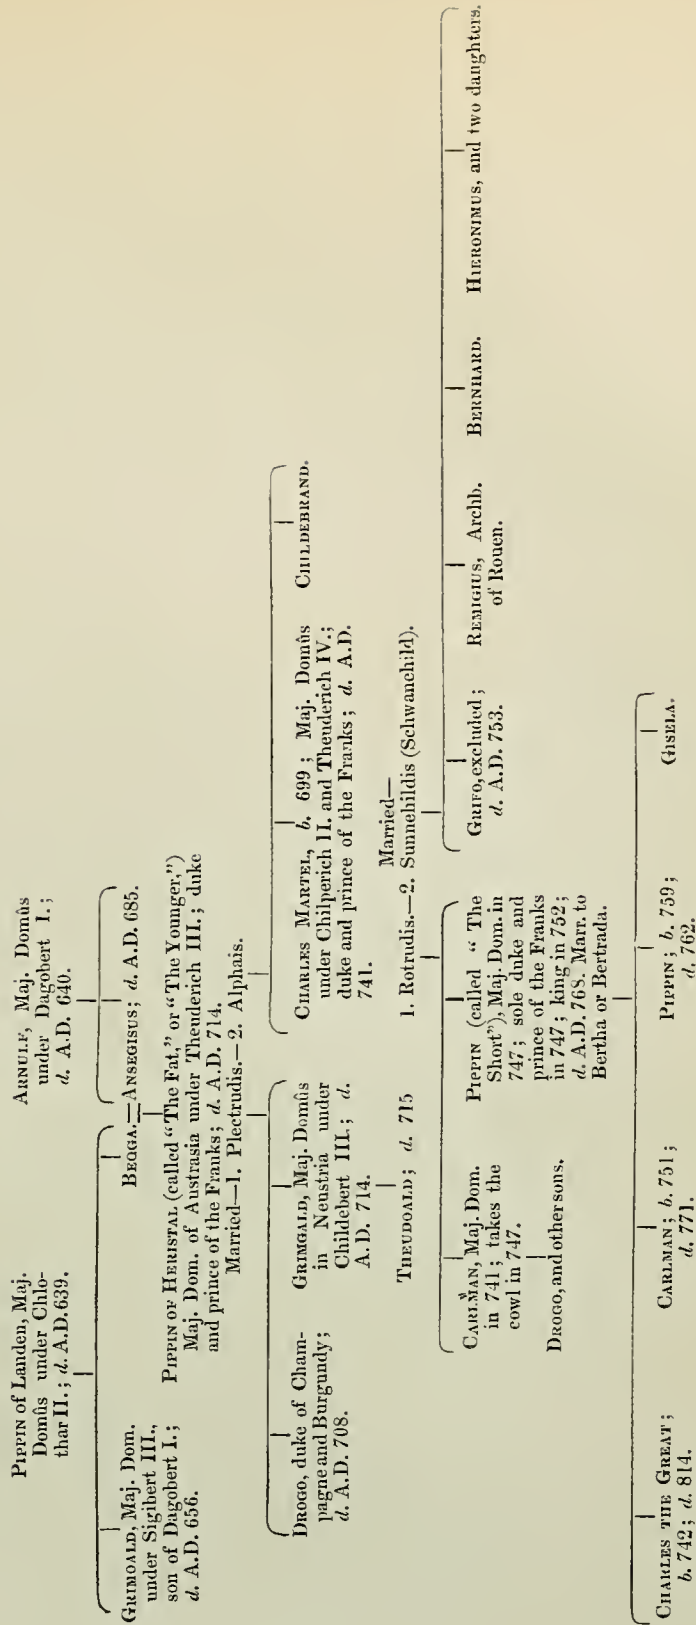 PIPPIN of Landen, Maj.
Domûs under Chlo-
thar II.; d. A.D. 639.
ARNULF, Maj. Domûs
under Dagobert I.;
d. A.D. 640.
GRIMOALD, Maj. Dom.
under Sigibert III.,
son of Dagobert I.;
d. A.D. 656.
BEGGA.=ANSEGISUS; d. A.D. 685.
PIPPIN OF HERISTAL (called “The Fat,” or “The Younger,”)
Maj. Dom. of Austrasia under Theuderich III.; duke
and prince of the Franks; d. A.D. 714.
Married—1. Plectrudis.—2. Alphais.
DROGO, duke of Cham-
pagne and Burgundy;
d. A.D. 708.
GRIMOALD, Maj. Domûs
in Neustria under
Childebert III.; d.
A.D. 714.
CHARLES MARTEL, b. 699; Maj. Domûs
under Chilperich II. and Theuderich IV.;
duke and prince of the Franks; d. A.D.
741.
CHILDEBRAND.
THEUDOALD; d. 715
Married—
1. Rotrudis.—2. Sunnehildis (Schwanchild).
CARLMAN, Maj. Dom.
in 741; takes the
cowl in 747.
PIPPIN (called “ The
Short”), Maj. Dom. in
747; sole duke and
prince of the Franks
in 747; king in 752;
d. A.D. 768. Marr. to
Bertha or Bertrada.
GRIFO, excluded;
d. A.D. 753.
REMIGIUS, Archb.
of Rouen.
BERNHARD.
HIERONIMUS, and two daughters.
DROGO, and other sons.
CHARLES THE GREAT;
b. 742; d. 814.
CARLMAN; b. 751;
d. 771.
PIPPIN; b. 759;
d. 762.
GISELA.